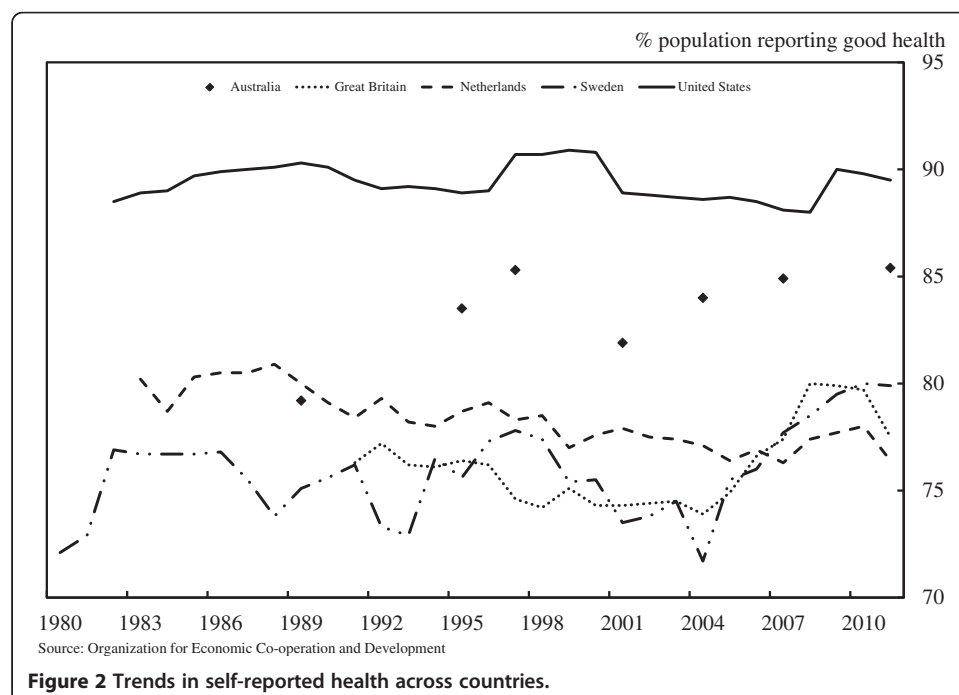 % population reporting good health
95
Australia Great Britain Netherlands Sweden United States
90
85
80
75
70
1980 1983 1986 1989 1992 1995 1998 2001 2004 2007 2010
Source: Organization for Economic Co-operation and Development
Figure 2 Trends in self-reported health across countries.